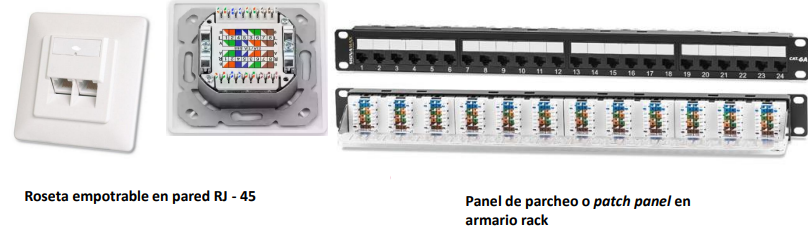 1 2 3 4 5 6 7 8 9 10 11 12 13 14 15 16 17 18 19 20 21 22 23 24
CAT.6A
Roseta empotrable en pared RJ - 45
Panel de parcheo o patch panel en
armario rack